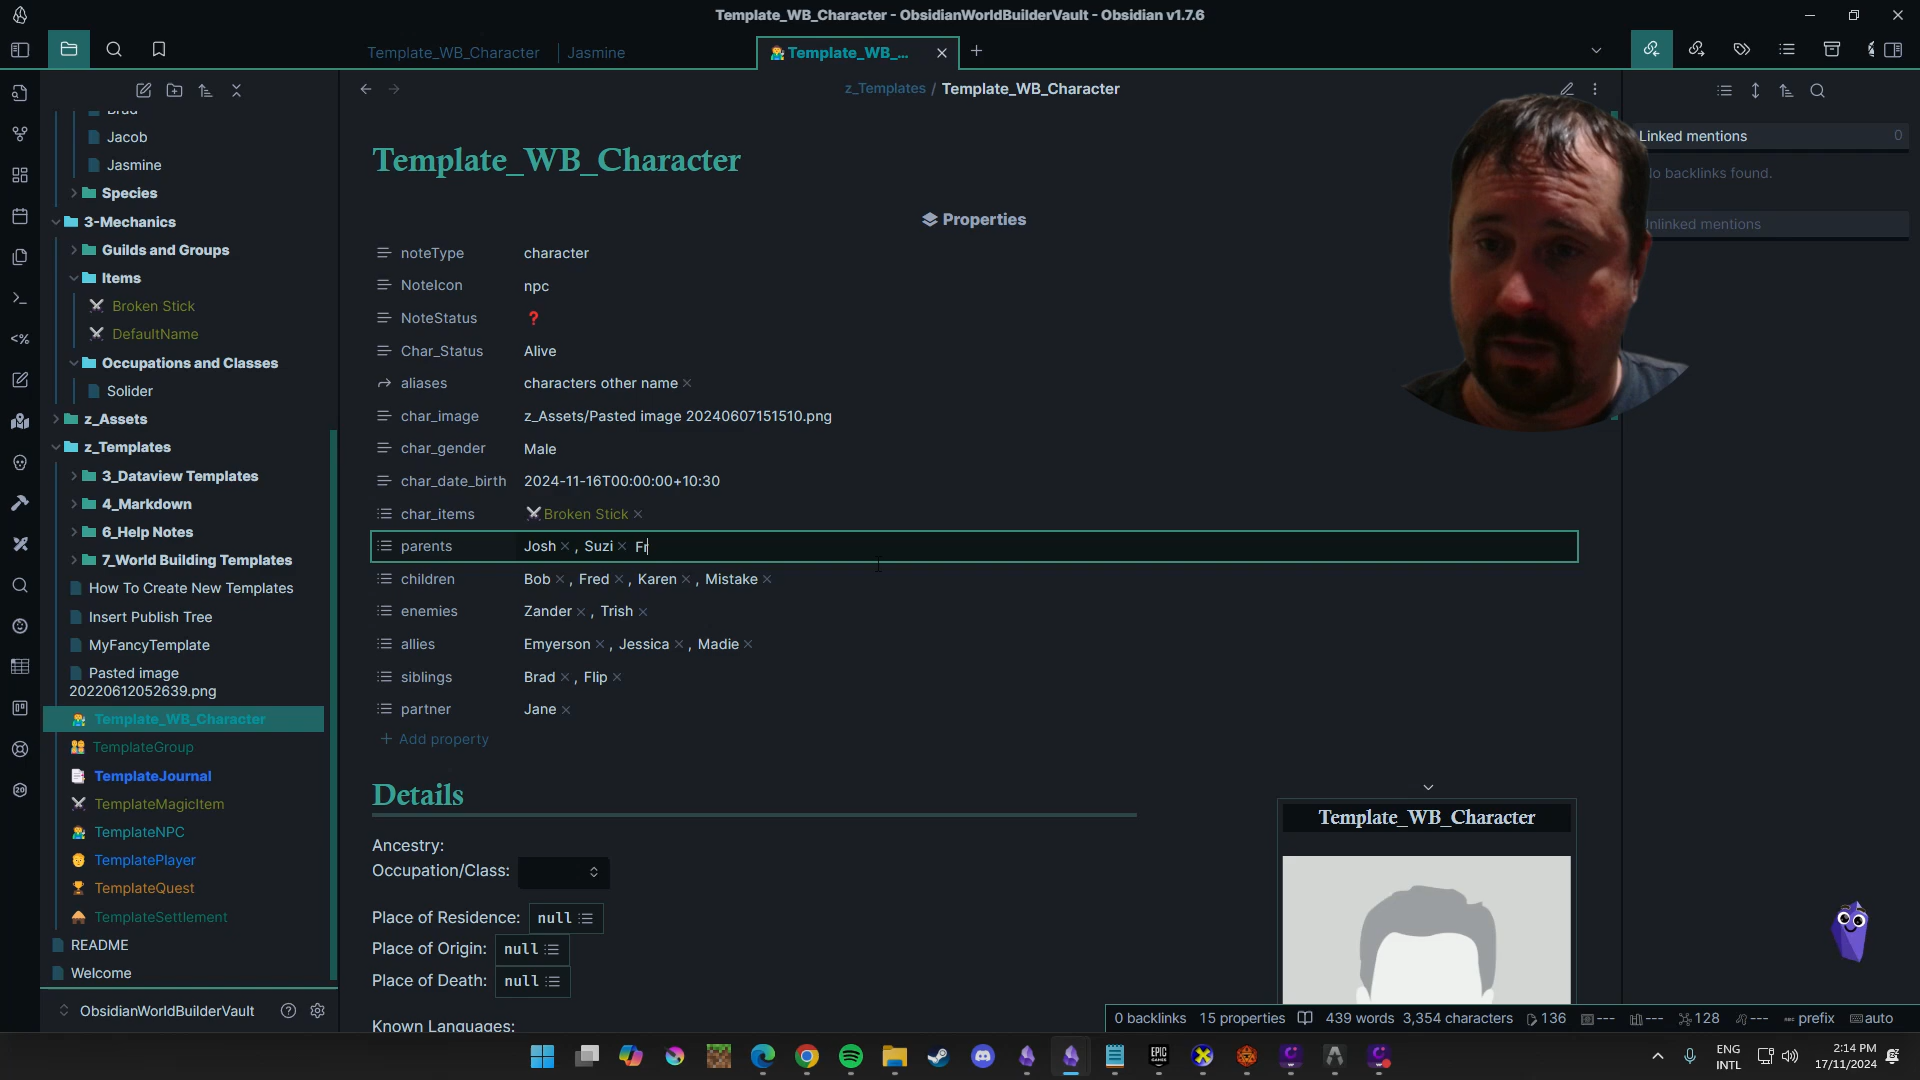 Template_WB_Character - ObsidianWorldBuilderVault - Obsidian v1.7.6
Template_WB_Character
Jasmine
Template_WB_...
z_Templates / Template_WB_Character
Brad
Jacob
Jasmine
Species
3-Mechanics
Guilds and Groups
Items
Broken Stick
DefaultName
Occupations and Classes
Solider
z_Assets
z_Templates
3_Dataview Templates
4_Markdown
6_Help Notes
7_World Building Templates
How To Create New Templates
Insert Publish Tree
MyFancyTemplate
Pasted image
20220612052639.png
Template_WB_Character
TemplateGroup
TemplateJournal
TemplateMagicItem
TemplateNPC
TemplatePlayer
TemplateQuest
TemplateSettlement
README
Welcome
ObsidianWorldBuilderVault
Template_WB_Character
Properties
noteType character
NoteIcon npc
NoteStatus ❓
Char_Status Alive
aliases characters other name ×
char_image z_Assets/Pasted image 20240607151510.png
char_gender Male
char_date_birth 2024-11-16T00:00:00+10:30
char_items Broken Stick ×
parents Josh × , Suzi × Fr
children Bob × , Fred × , Karen × , Mistake ×
enemies Zander × , Trish ×
allies Emyerson × , Jessica × , Madie ×
siblings Brad × , Flip ×
partner Jane ×
+ Add property
Details
Ancestry:
Occupation/Class:
Place of Residence: null
Place of Origin: null
Place of Death: null
Known Languages:
Template_WB_Character
Linked mentions 0
No backlinks found.
Unlinked mentions
0 backlinks 15 properties 439 words 3,354 characters 136 --- --- 128 --- prefix auto
EPIC GAMES
ENG
INTL
2:14 PM
17/11/2024